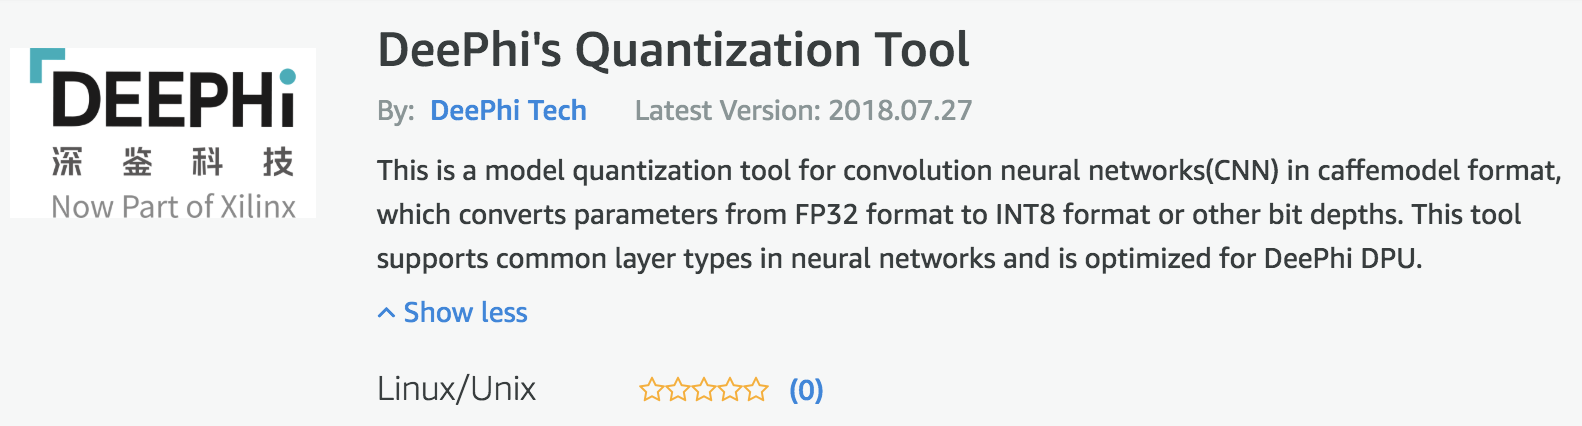 DEEPHi
深鉴科技
Now Part of Xilinx
DeePhi's Quantization Tool
By: DeePhi Tech Latest Version: 2018.07.27
This is a model quantization tool for convolution neural networks(CNN) in caffemodel format,
which converts parameters from FP32 format to INT8 format or other bit depths. This tool
supports common layer types in neural networks and is optimized for DeePhi DPU.
Show less
Linux/Unix (0)